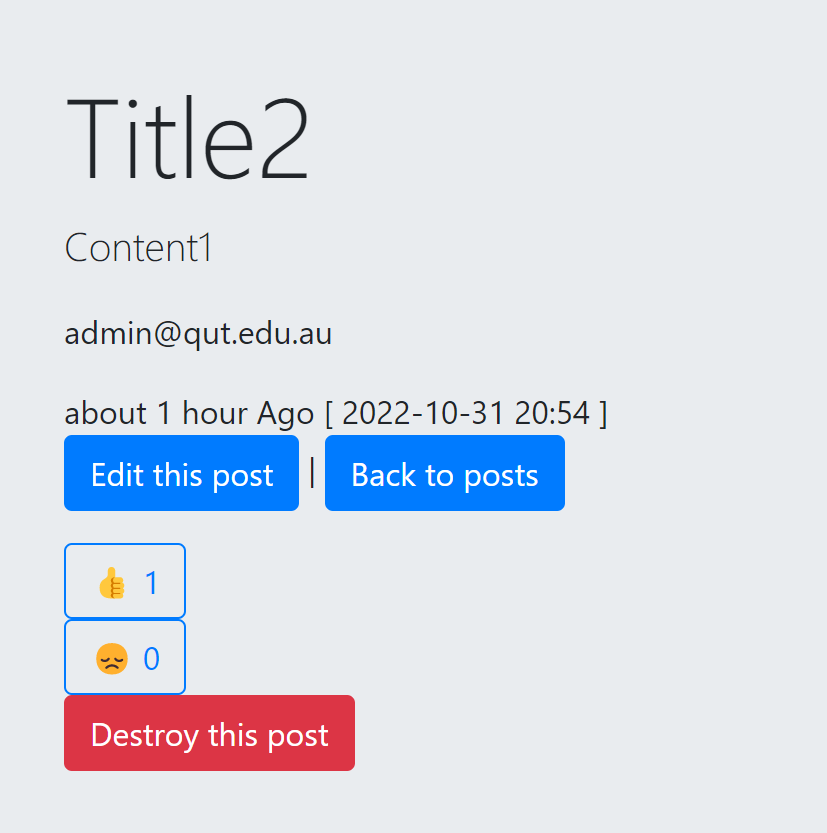 Title2
Content1
admin@qut.edu.au
about 1 hour Ago [ 2022-10-31 20:54 ]
Edit this post | Back to posts
👍 1
😞 0
Destroy this post